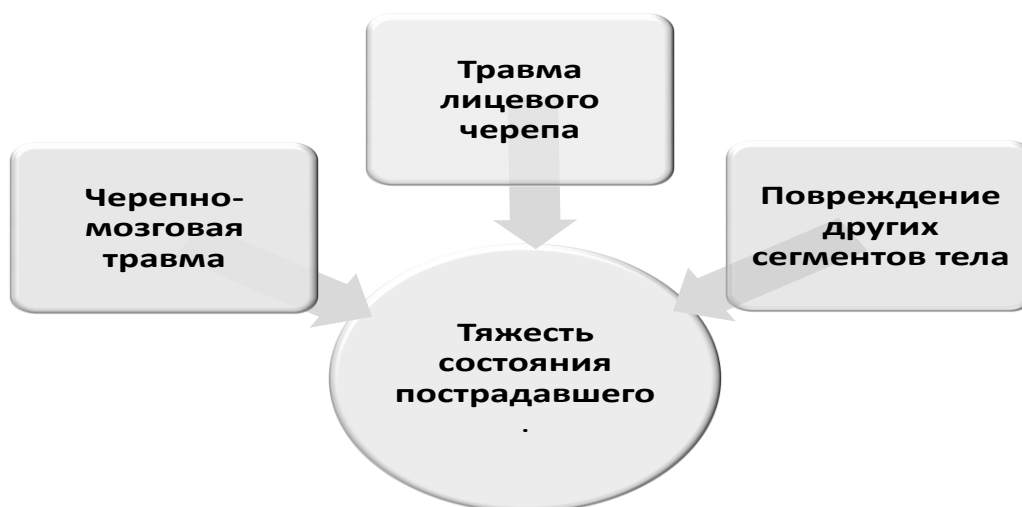 Травма
лицевого
черепа
Черепно-
мозговая
травма
Повреждение
других
сегментов тела
Тяжесть
состояния
пострадавшего
.